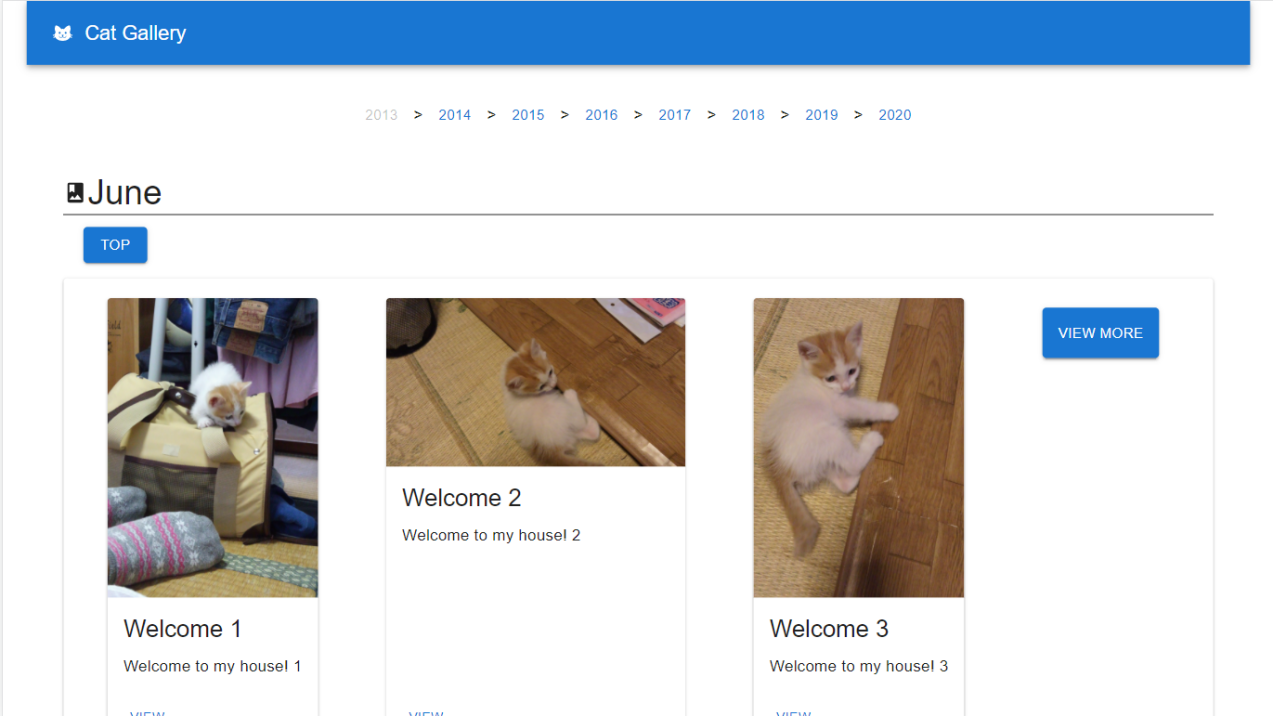 Cat Gallery
2013 > 2014 > 2015 > 2016 > 2017 > 2018 > 2019 > 2020
June
TOP
VIEW MORE
Welcome 2
Welcome to my house! 2
Welcome 1
Welcome 3
Welcome to my house! 1
Welcome to my house! 3
VIEW
VIEW
VIEW